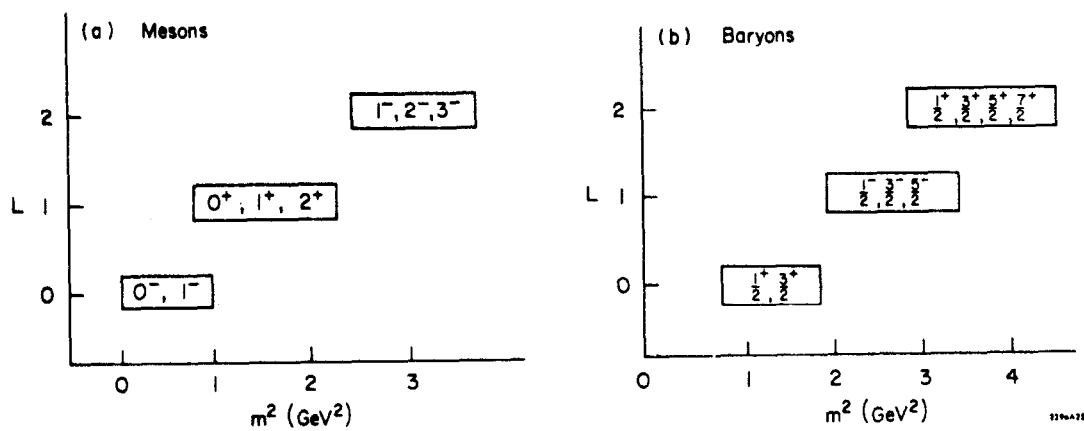 (a) Mesons
2
1⁻, 2⁻, 3⁻
L 1
0⁺, 1⁺, 2⁺
0
0⁻, 1⁻
0 1 2 3
m² (GeV²)
(b) Baryons
2
1/2⁺, 3/2⁺, 5/2⁺, 7/2⁺
L 1
1/2⁻, 3/2⁻, 5/2⁻
0
1/2⁺, 3/2⁺
0 1 2 3 4
m² (GeV²)